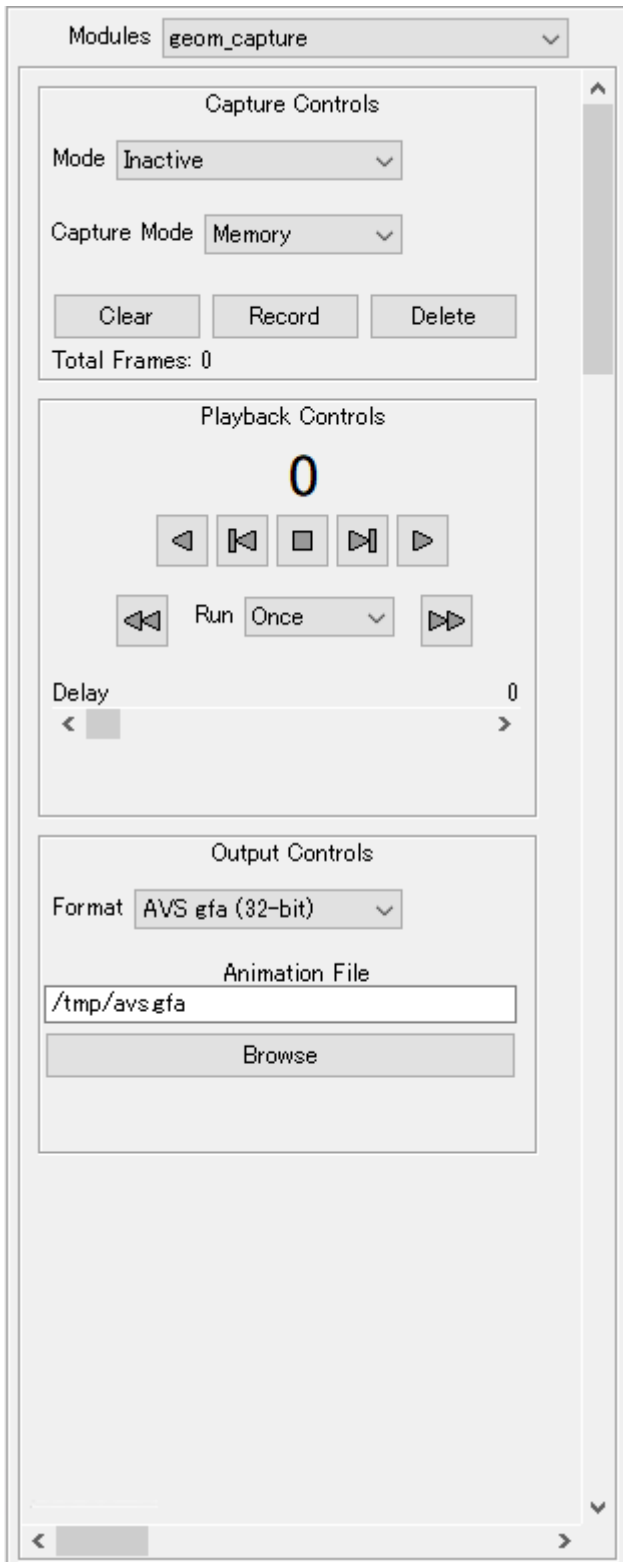 Modules geom_capture
Capture Controls
Mode Inactive
Capture Mode Memory
Clear Record Delete
Total Frames: 0
Playback Controls
0
Run Once
Delay 0
Output Controls
Format AVS gfa (32-bit)
Animation File
/tmp/avs.gfa
Browse